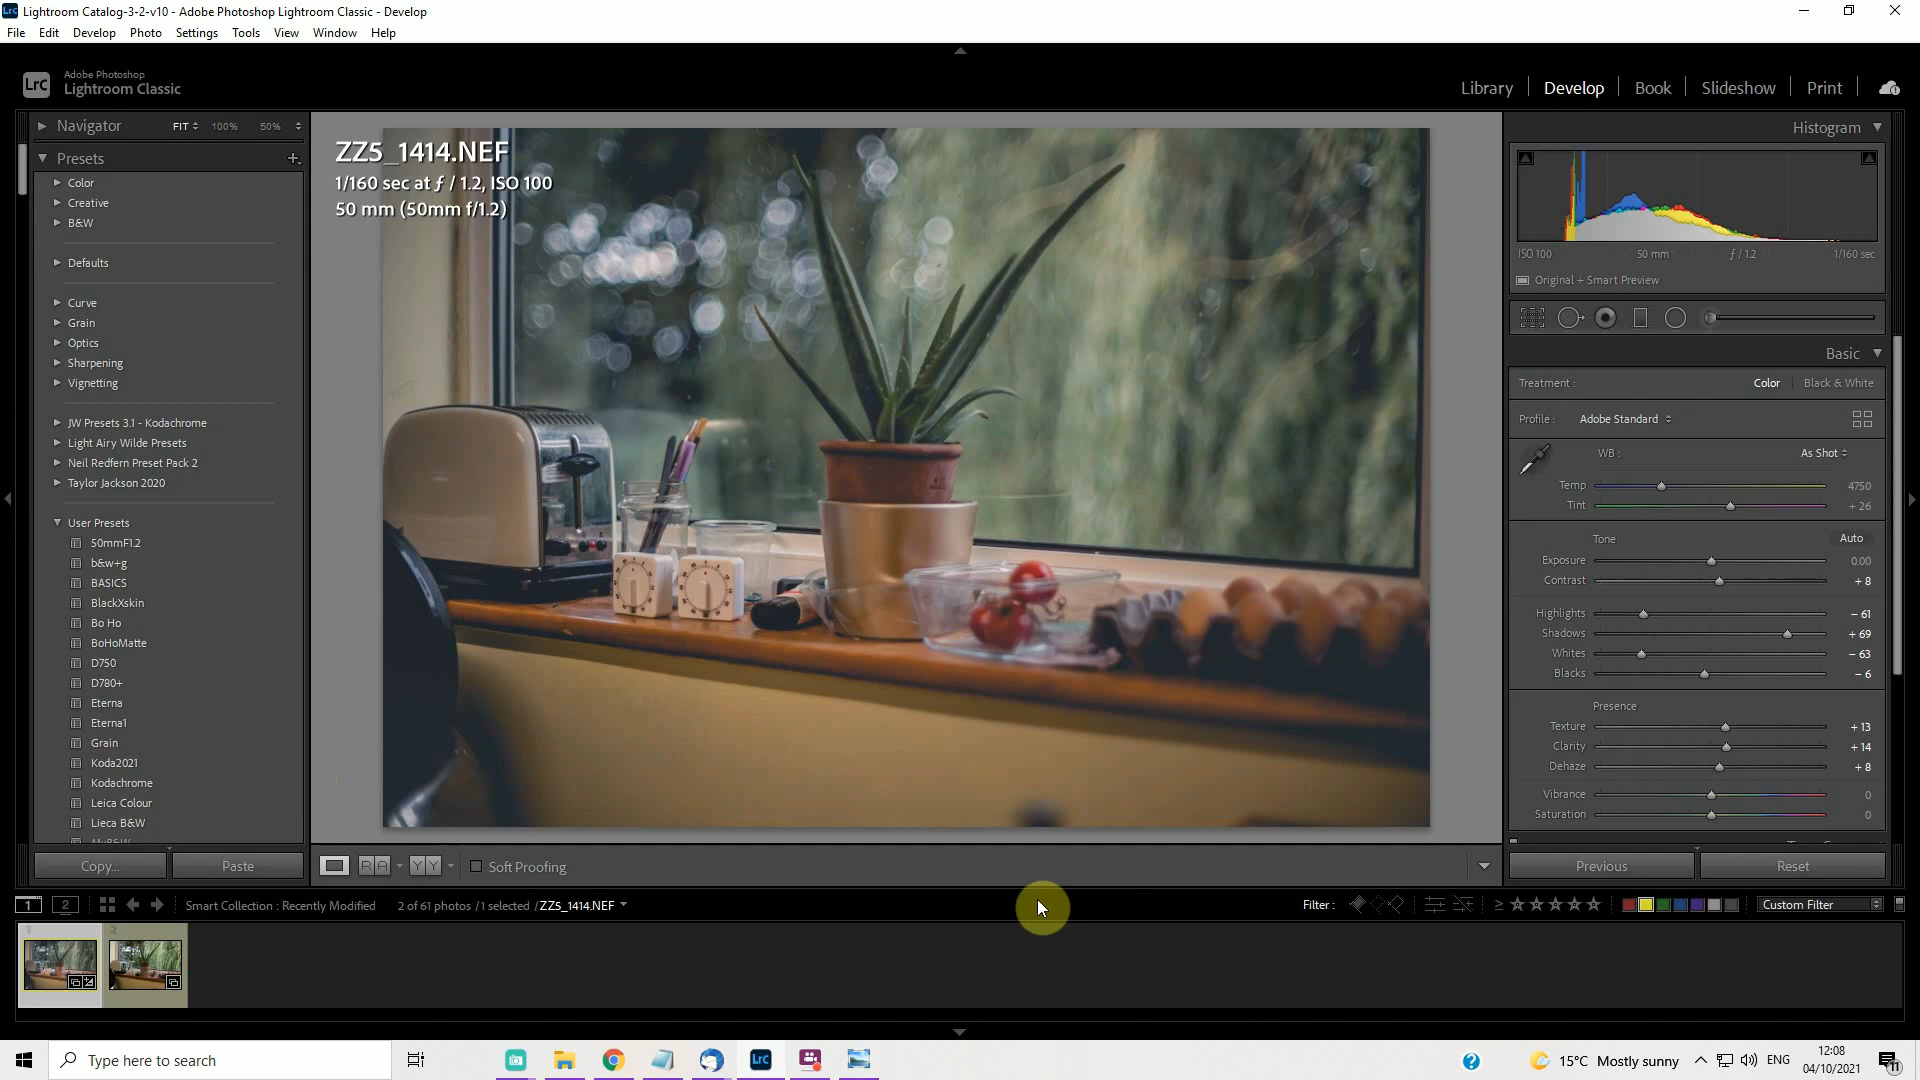 Lightroom Catalog-3-2-v10 - Adobe Photoshop Lightroom Classic - Develop
File Edit Develop Photo Settings Tools View Window Help
Lrc
Adobe Photoshop
Lightroom Classic
Library Develop Book Slideshow Print
Navigator FIT 100% 50%
Presets
Color
Creative
B&W
Defaults
Curve
Grain
Optics
Sharpening
Vignetting
JW Presets 3.1 - Kodachrome
Light Airy Wilde Presets
Neil Redfern Preset Pack 2
Taylor Jackson 2020
User Presets
50mmF1.2
b&w+g
BASICS
BlackXskin
Bo Ho
BoHoMatte
D750
D780+
Eterna
Eterna1
Grain
Koda2021
Kodachrome
Leica Colour
Lieca B&W
Copy... Paste
ZZ5_1414.NEF
1/160 sec at ƒ / 1.2, ISO 100
50 mm (50mm f/1.2)
Histogram
ISO 100 50 mm ƒ / 1.2 1/160 sec
Original + Smart Preview
Basic
Treatment : Color Black & White
Profile : Adobe Standard
WB : As Shot
Temp 4750
Tint + 26
Tone Auto
Exposure 0.00
Contrast + 8
Highlights – 61
Shadows + 69
Whites – 63
Blacks – 6
Presence
Texture + 13
Clarity + 14
Dehaze + 8
Vibrance 0
Saturation 0
Previous Reset
R A Y Y Soft Proofing
1 2 Smart Collection : Recently Modified 2 of 61 photos / 1 selected / ZZ5_1414.NEF Filter : ≥ Custom Filter
1 2
Type here to search
Lrc
15°C Mostly sunny ENG
12:08
04/10/2021
11